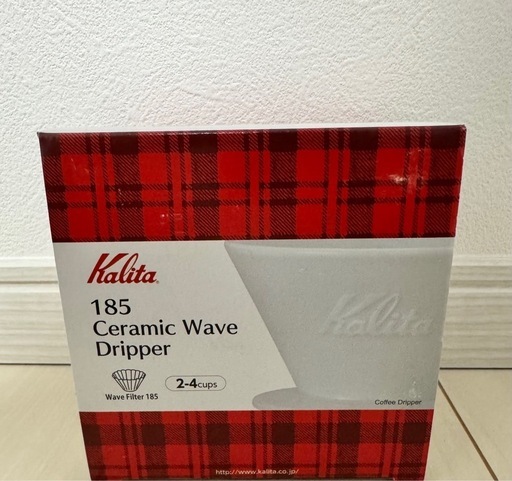 Kalita®
185
Ceramic Wave
Dripper
Wave Filter 185
2-4cups
Kalita
Coffee Dripper
http://www.kalita.co.jp/